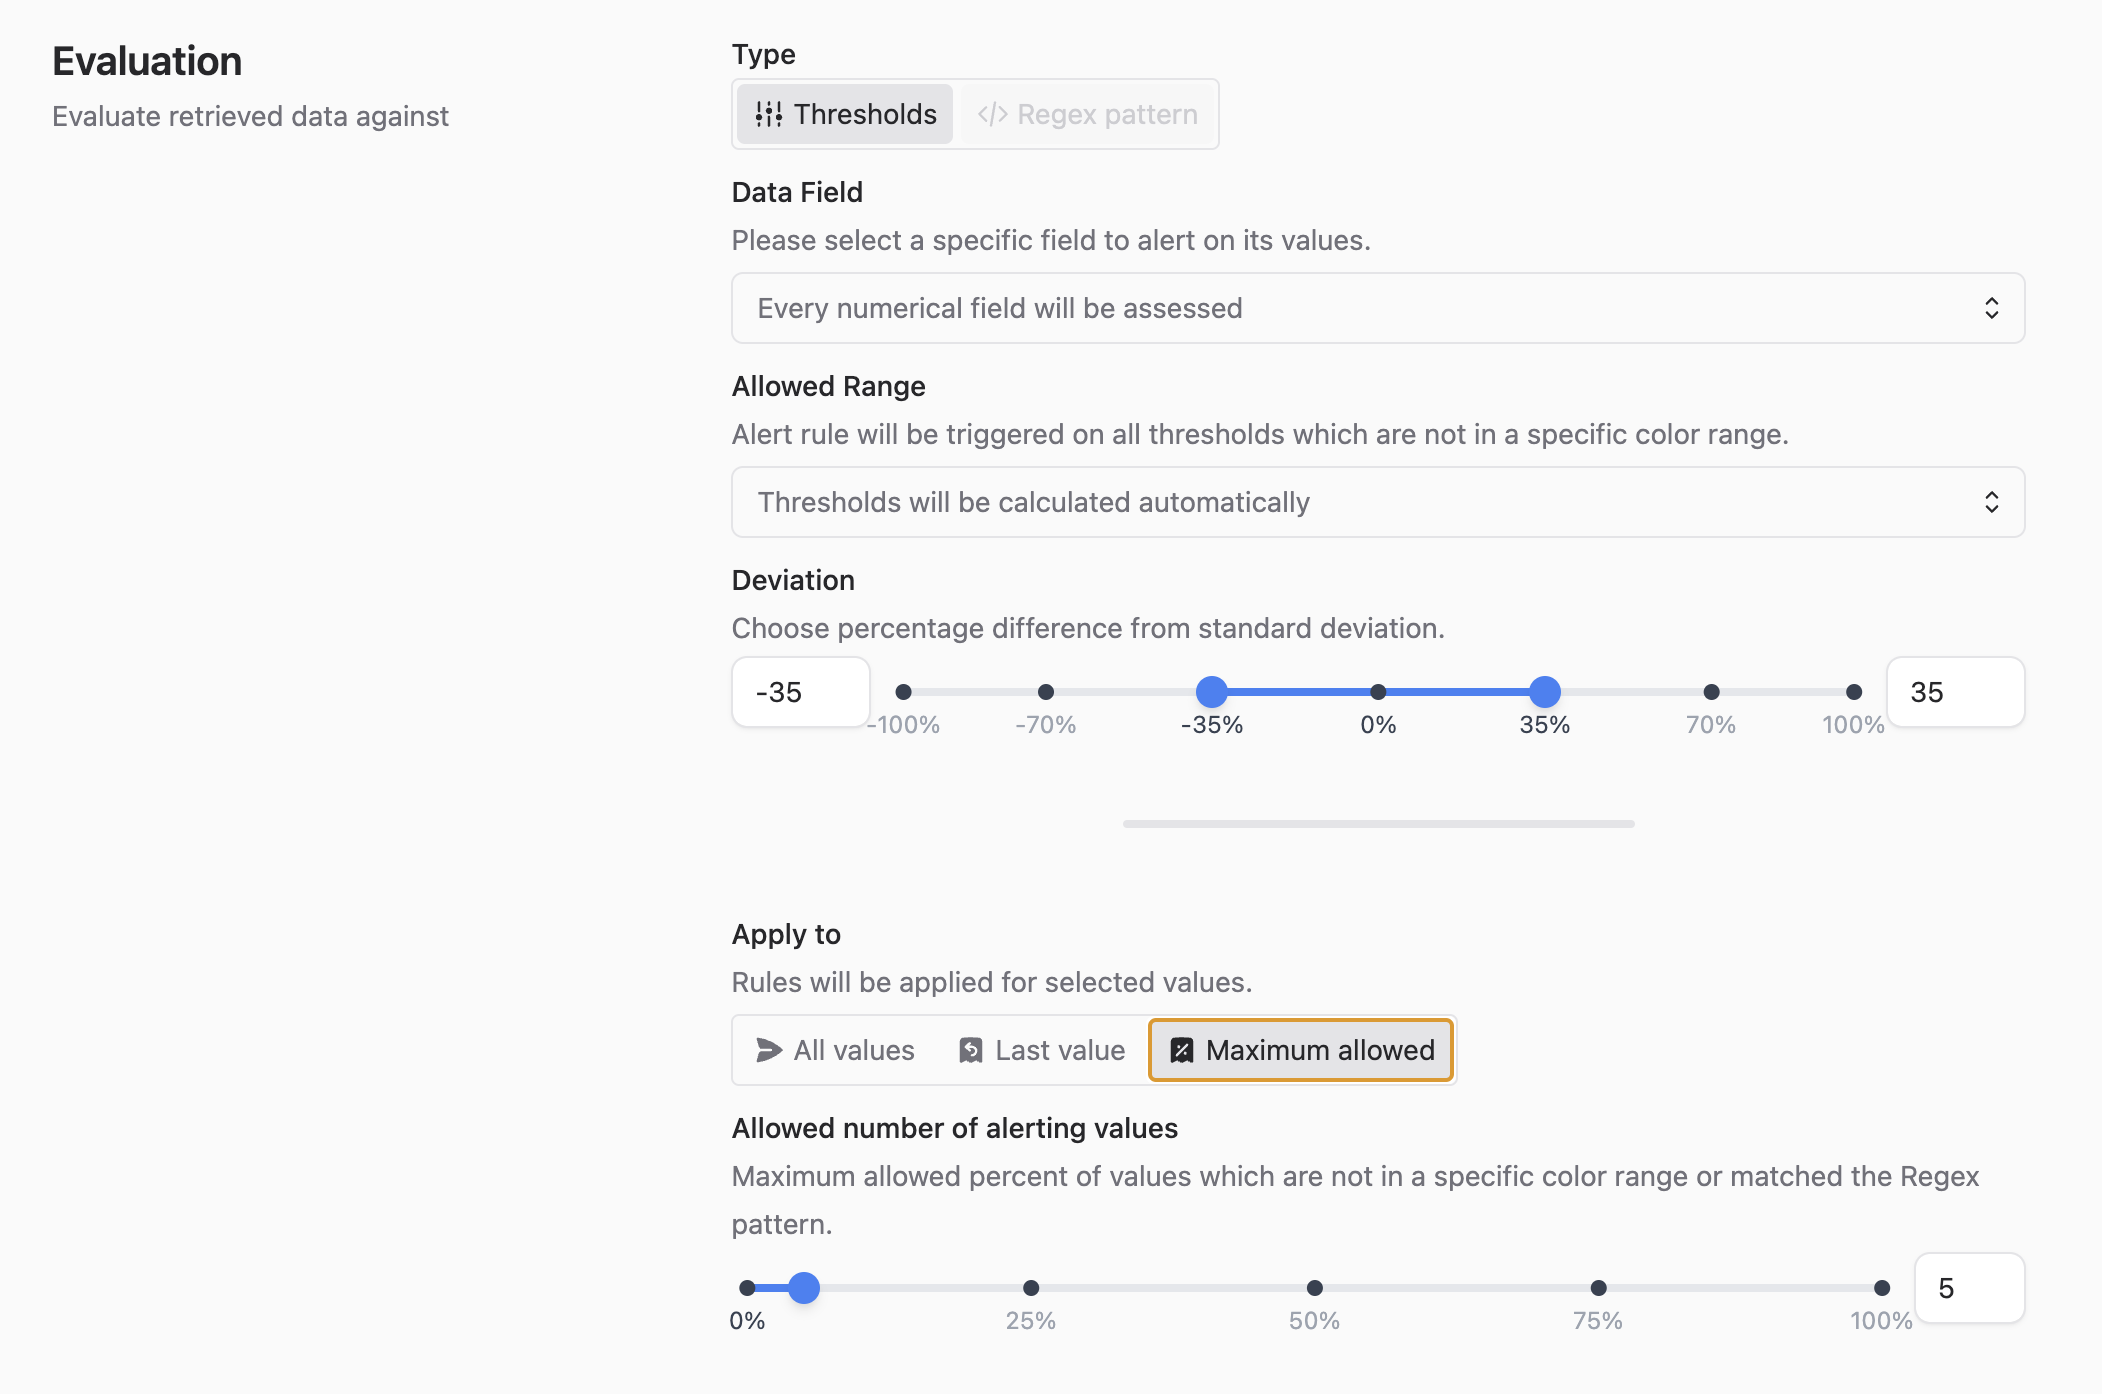 Evaluation
Evaluate retrieved data against
Type
Thresholds
Regex pattern
Data Field
Please select a specific field to alert on its values.
Every numerical field will be assessed
Allowed Range
Alert rule will be triggered on all thresholds which are not in a specific color range.
Thresholds will be calculated automatically
Deviation
Choose percentage difference from standard deviation.
-35
35
-100% -70% -35% 0% 35% 70% 100%
Apply to
Rules will be applied for selected values.
All values
Last value
Maximum allowed
Allowed number of alerting values
Maximum allowed percent of values which are not in a specific color range or matched the Regex
pattern.
5
0% 25% 50% 75% 100%